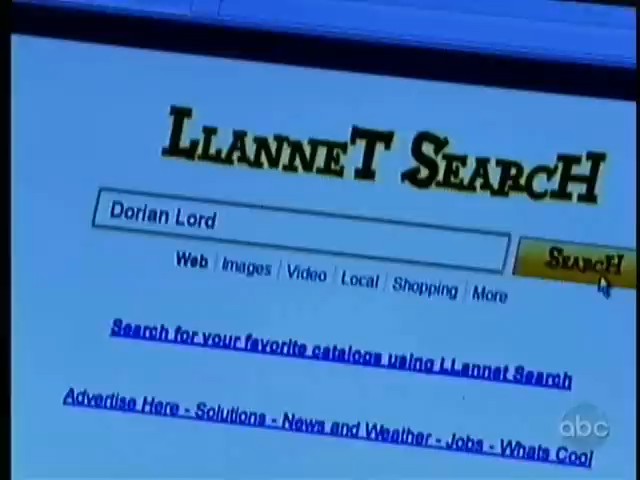 LLANNET SEARCH
Dorian Lord
SEARCH
Web | Images | Video | Local | Shopping | More
Search for your favorite catalogs using LLannet Search
Advertise Here - Solutions - News and Weather - Jobs - Whats Cool
abc